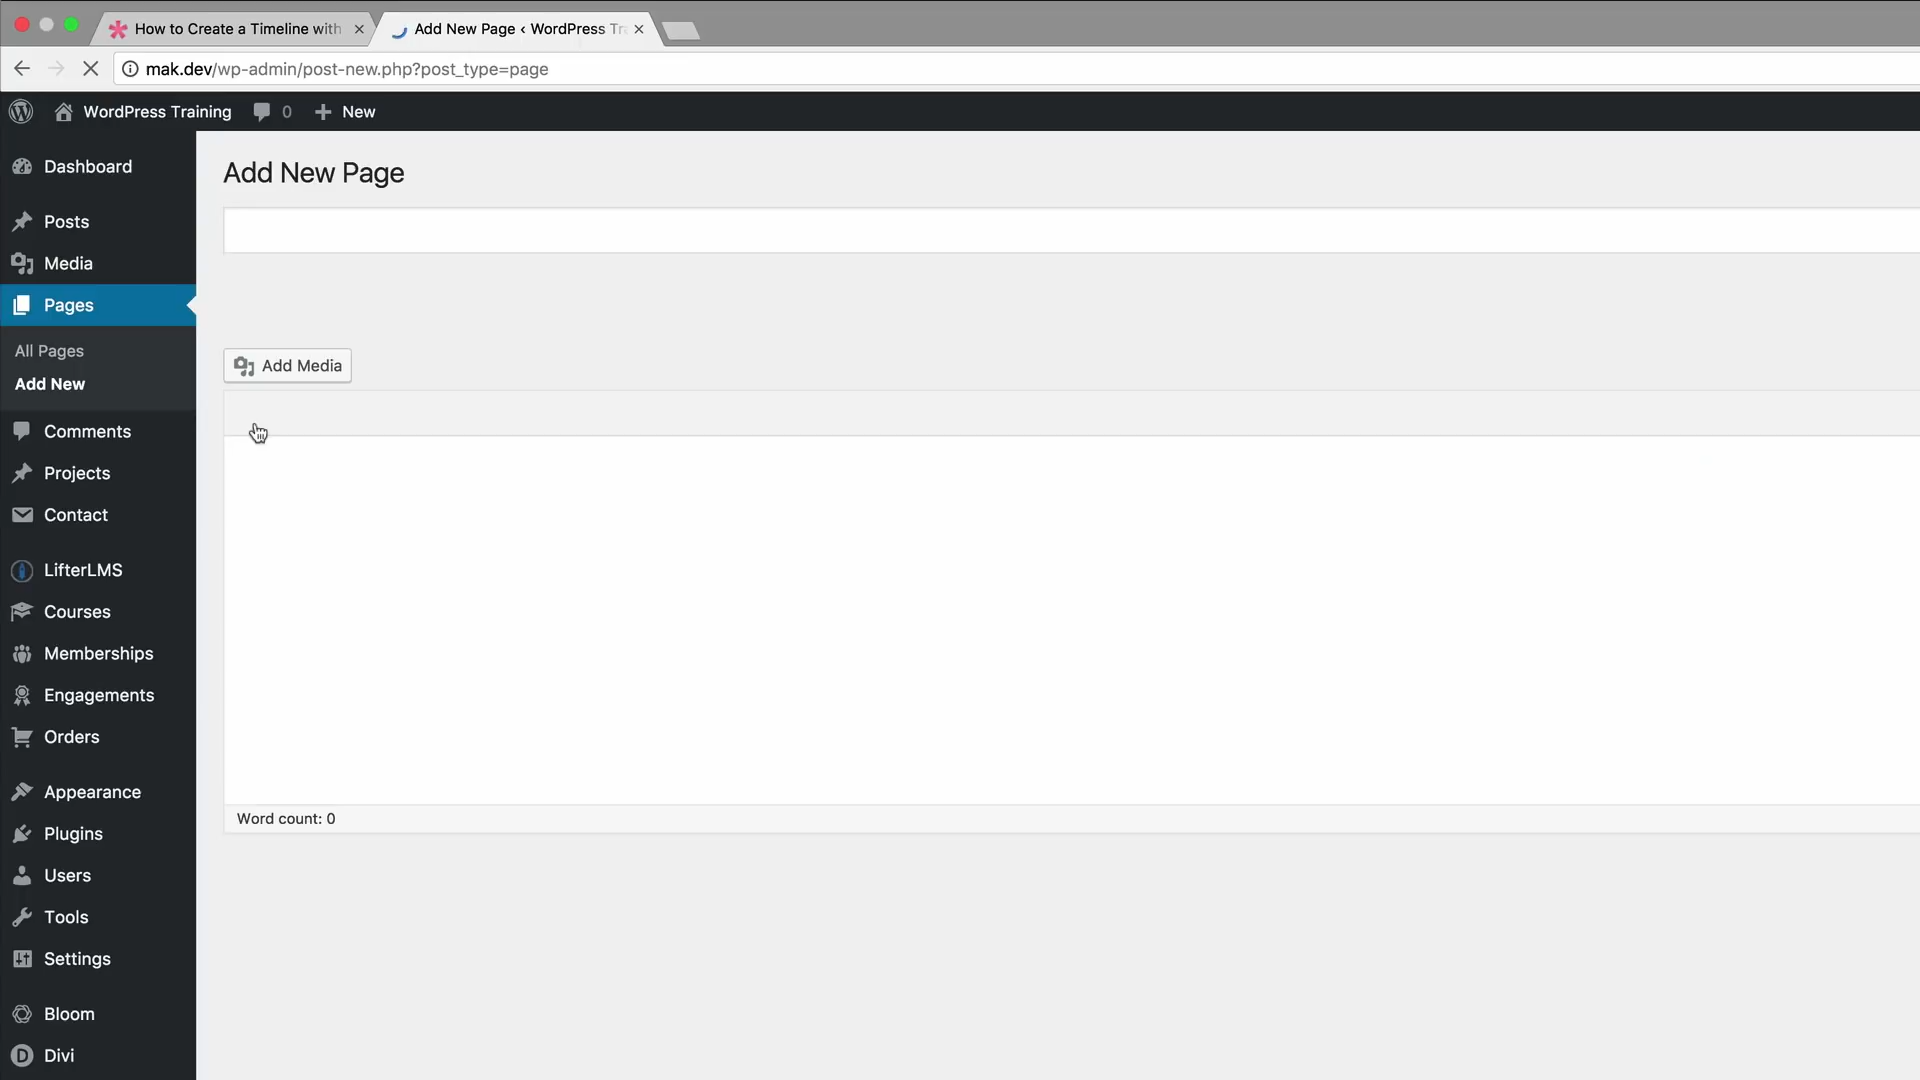 How to Create a Timeline with
Add New Page ‹ WordPress Tra
mak.dev/wp-admin/post-new.php?post_type=page
WordPress Training
0
New
Dashboard
Posts
Media
Pages
All Pages
Add New
Comments
Projects
Contact
LifterLMS
Courses
Memberships
Engagements
Orders
Appearance
Plugins
Users
Tools
Settings
Bloom
Divi
Add New Page
Add Media
Word count: 0